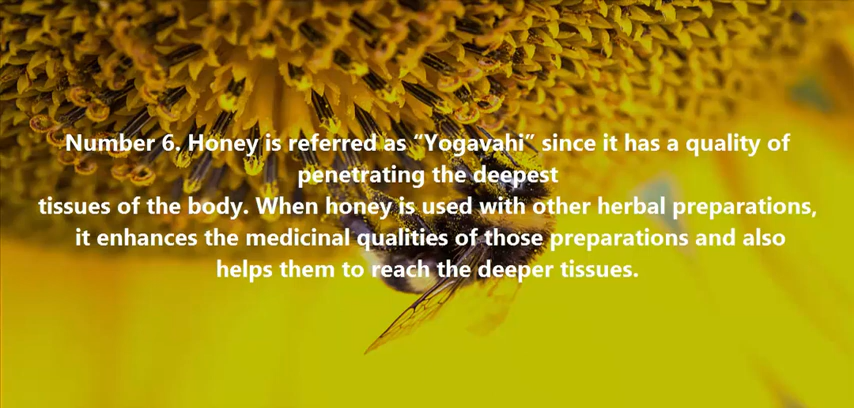 Number 6. Honey is referred as “Yogavahi” since it has a quality of
penetrating the deepest
tissues of the body. When honey is used with other herbal preparations,
it enhances the medicinal qualities of those preparations and also
helps them to reach the deeper tissues.